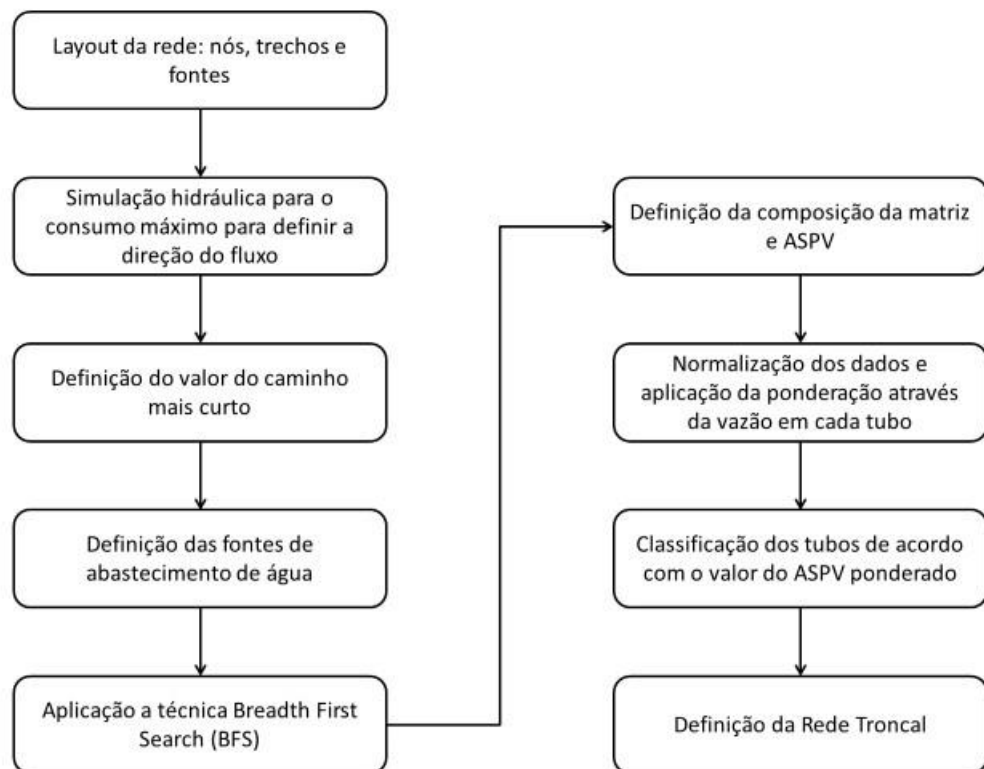 Layout da rede: nós, trechos e
fontes
Simulação hidráulica para o
consumo máximo para definir a
direção do fluxo
Definição do valor do caminho
mais curto
Definição das fontes de
abastecimento de água
Aplicação a técnica Breadth First
Search (BFS)
Definição da composição da matriz
e ASPV
Normalização dos dados e
aplicação da ponderação através
da vazão em cada tubo
Classificação dos tubos de acordo
com o valor do ASPV ponderado
Definição da Rede Troncal